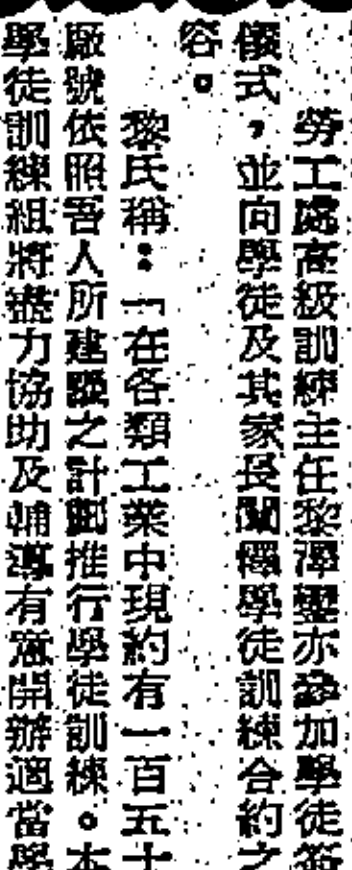 勞工處高級訓練主任黎澤璽亦參加學徒簽
儀式，並向學徒及其家長闡釋學徒訓練合約之
容。
黎氏稱：「在各類工業中現約有一百五十
廠號依照吾人所建議之計劃推行學徒訓練。本
學徒訓練組將盡力協助及輔導有意開辦適當學